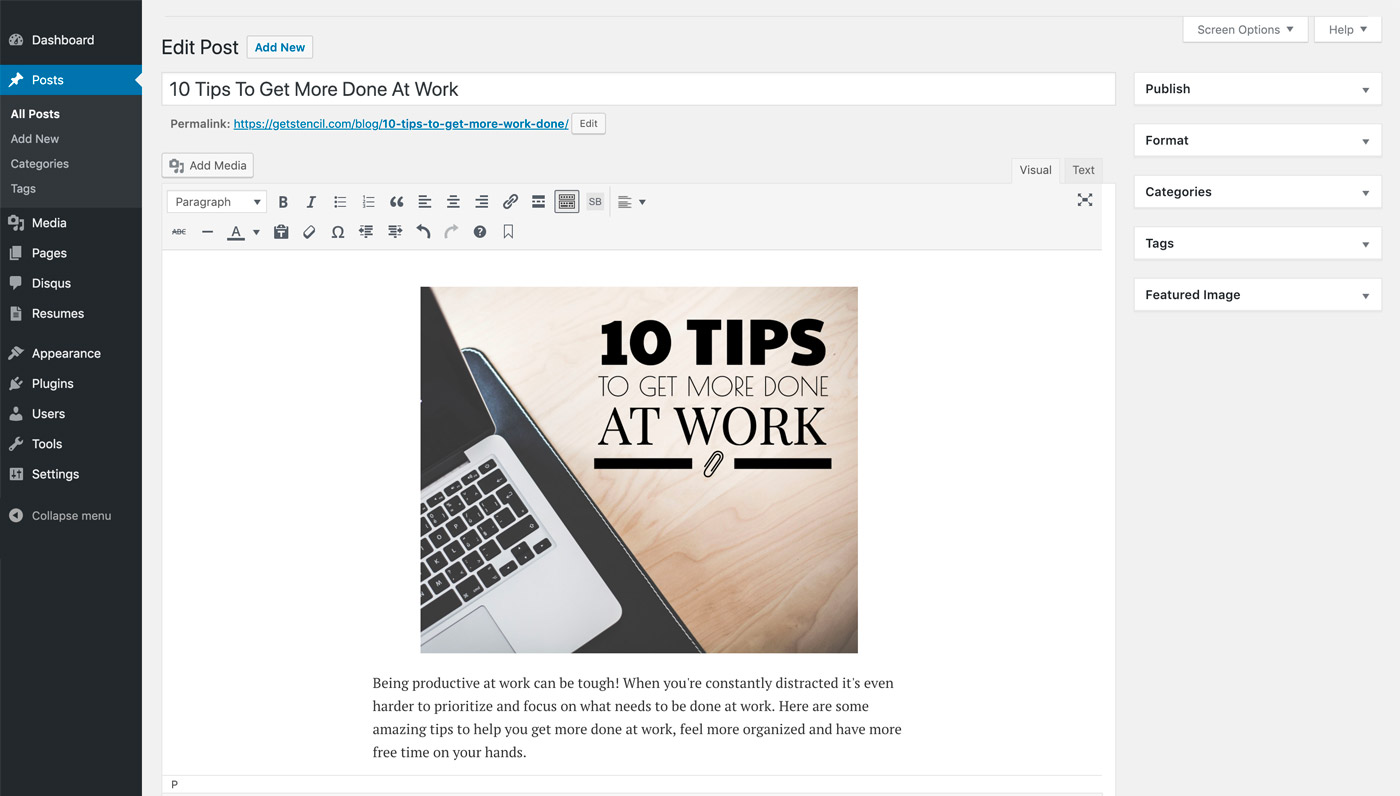 Dashboard
Posts
All Posts
Add New
Categories
Tags
Media
Pages
Disqus
Resumes
Appearance
Plugins
Users
Tools
Settings
Collapse menu
Screen Options
Help
Edit Post
Add New
10 Tips To Get More Done At Work
Permalink: https://getstencil.com/blog/10-tips-to-get-more-work-done/ Edit
Add Media
Visual
Text
Paragraph
B
I
SB
ABC
A
10 TIPS
TO GET MORE DONE
AT WORK
Being productive at work can be tough! When you're constantly distracted it's even
harder to prioritize and focus on what needs to be done at work. Here are some
amazing tips to help you get more done at work, feel more organized and have more
free time on your hands.
P
Publish
Format
Categories
Tags
Featured Image